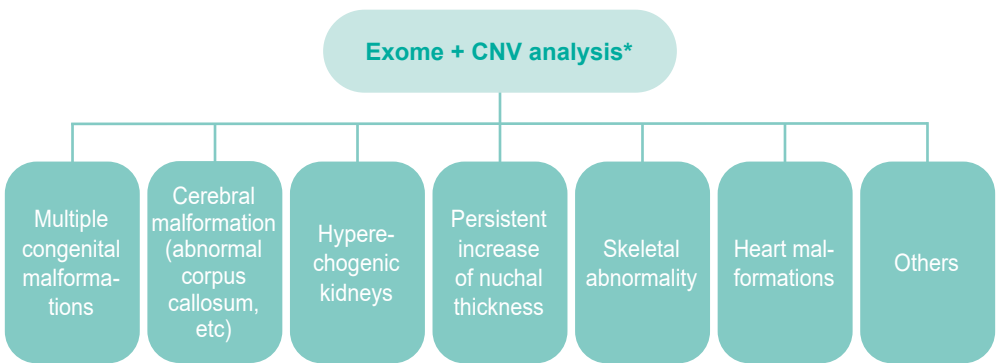 Exome + CNV analysis*
Multiple
congenital
malforma-
tions
Cerebral
malformation
(abnormal
corpus
callosum,
etc)
Hypere-
chogenic
kidneys
Persistent
increase
of nuchal
thickness
Skeletal
abnormality
Heart mal-
formations
Others